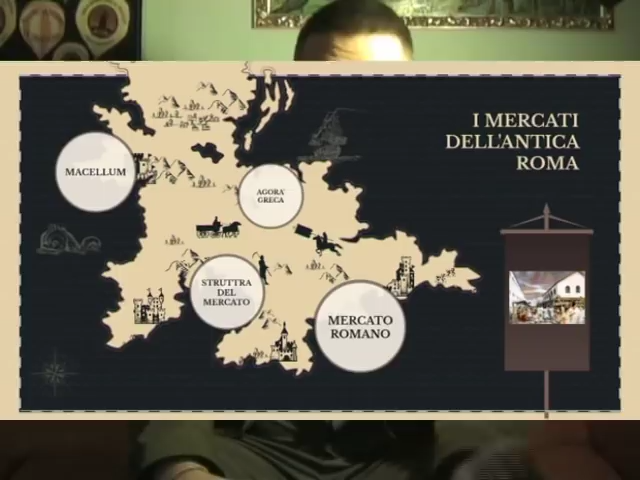 I MERCATI
DELL'ANTICA
ROMA
MACELLUM
AGORA'
GRECA
STRUTTRA
DEL
MERCATO
MERCATO
ROMANO